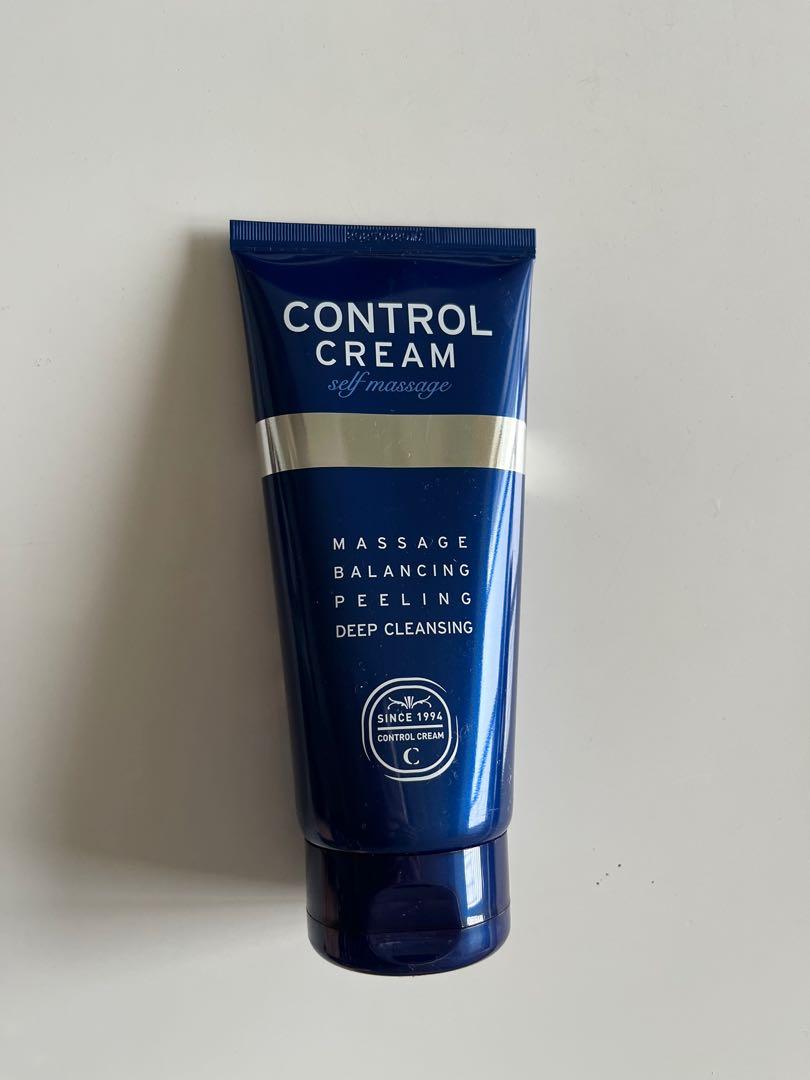 CONTROL
CREAM
self massage
MASSAGE
BALANCING
PEELING
DEEP CLEANSING
SINCE 1994
CONTROL CREAM
C